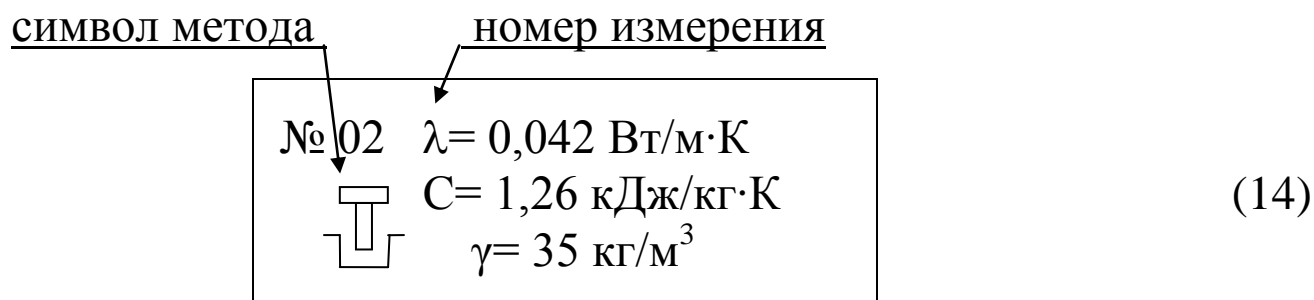 символ метода номер измерения
№ 02 λ= 0,042 Вт/м·К
С= 1,26 кДж/кг·К (14)
γ= 35 кг/м³